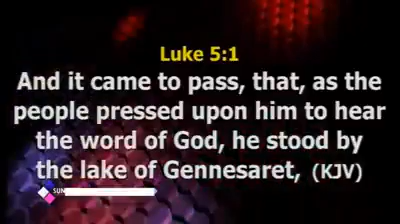 Luke 5:1
And it came to pass, that, as the
people pressed upon him to hear
the word of God, he stood by
the lake of Gennesaret, (KJV)
SUN